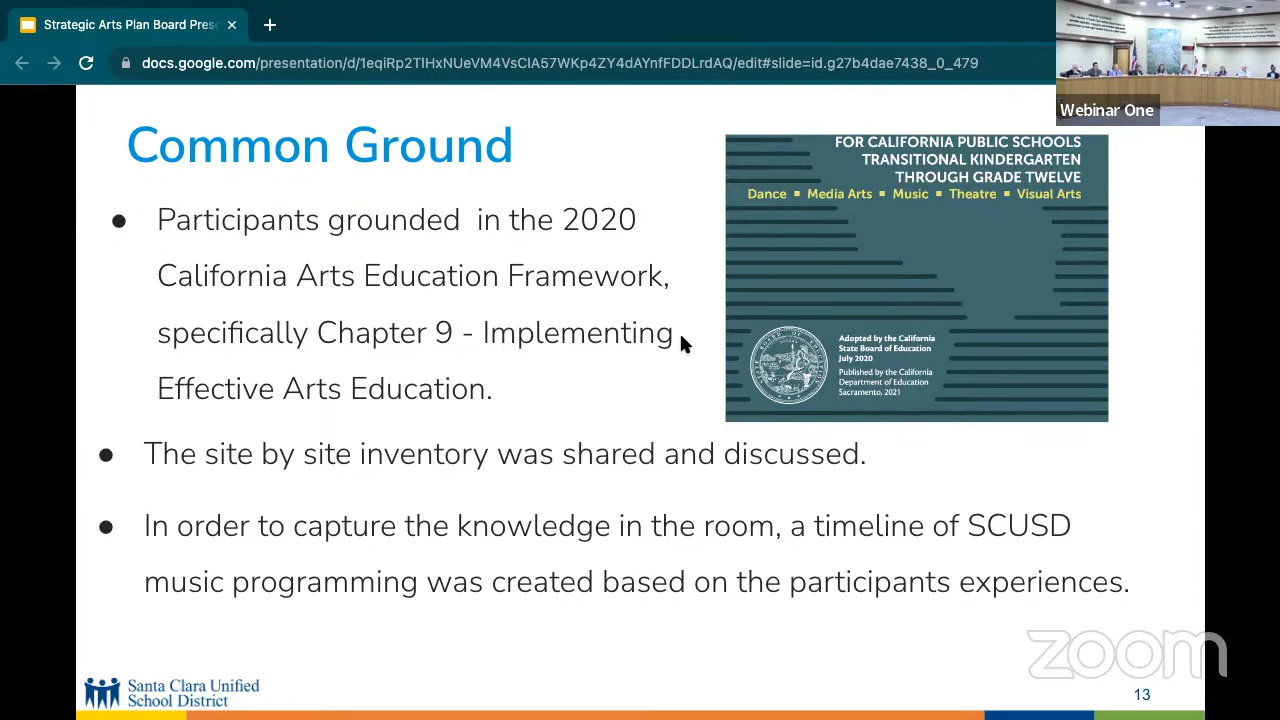 Strategic Arts Plan Board Pres
docs.google.com/presentation/d/1eqiRp2TlHxNUeVM4VsClA57WKp4ZY4dAYnfFDDLrdAQ/edit#slide=id.g27b4dae7438_0_479
Webinar One
Common Ground
● Participants grounded in the 2020
California Arts Education Framework,
specifically Chapter 9 - Implementing
Effective Arts Education.
FOR CALIFORNIA PUBLIC SCHOOLS
TRANSITIONAL KINDERGARTEN
THROUGH GRADE TWELVE
Dance ▪ Media Arts ▪ Music ▪ Theatre ▪ Visual Arts
Adopted by the California
State Board of Education
July 2020
Published by the California
Department of Education
Sacramento, 2021
● The site by site inventory was shared and discussed.
● In order to capture the knowledge in the room, a timeline of SCUSD
music programming was created based on the participants experiences.
zoom
Santa Clara Unified
School District
13